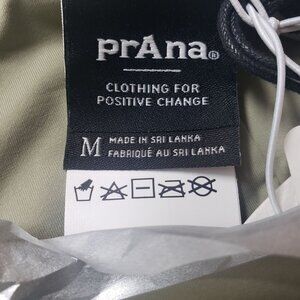 prAna®
CLOTHING FOR
POSITIVE CHANGE
M
MADE IN SRI LANKA
FABRIQUÉ AU SRI LANKA